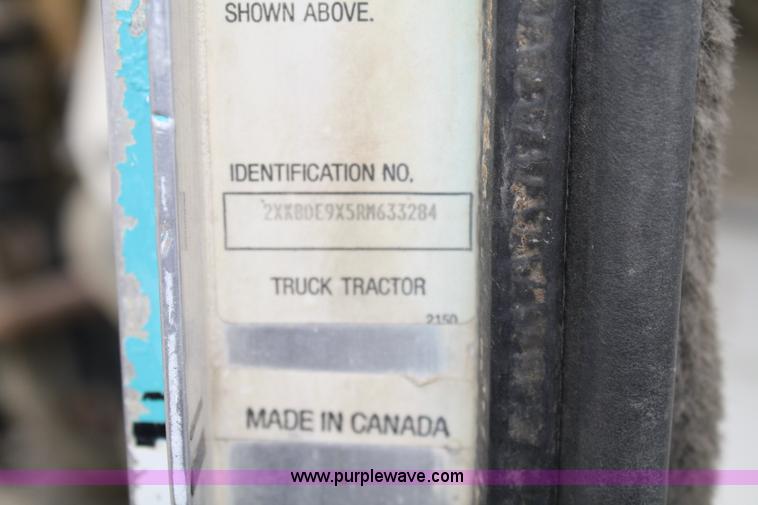 SHOWN ABOVE.
IDENTIFICATION NO.
2XKBDE9X5RM633284
TRUCK TRACTOR
2150
MADE IN CANADA
www.purplewave.com